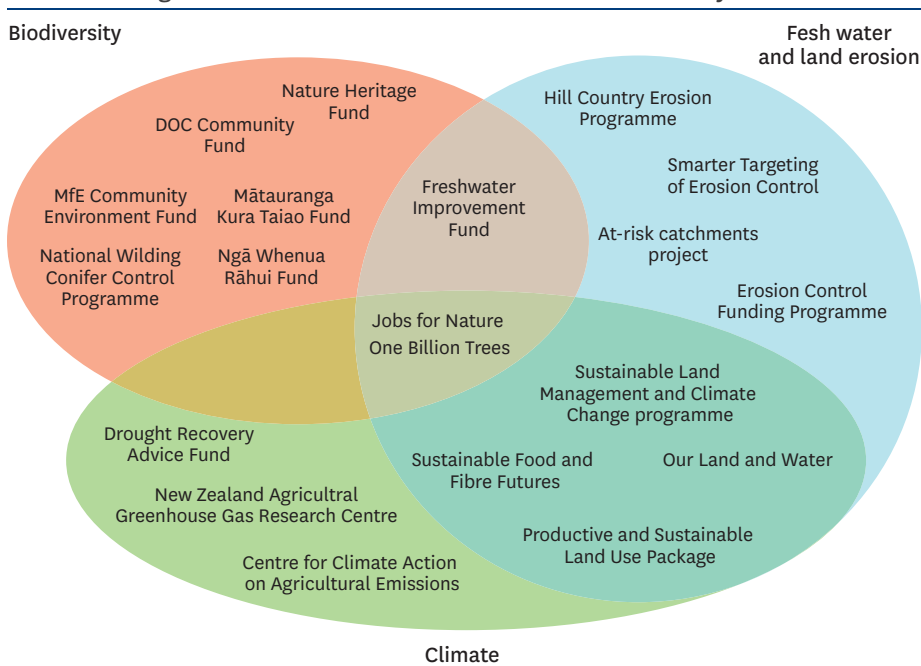 Biodiversity
Fesh water
and land erosion
Nature Heritage
Fund
DOC Community
Fund
MfE Community
Environment Fund
Mātauranga
Kura Taiao Fund
National Wilding
Conifer Control
Programme
Ngā Whenua
Rāhui Fund
Freshwater
Improvement
Fund
Hill Country Erosion
Programme
Smarter Targeting
of Erosion Control
At-risk catchments
project
Erosion Control
Funding Programme
Jobs for Nature
One Billion Trees
Sustainable Land
Management and Climate
Change programme
Sustainable Food and
Fibre Futures
Our Land and Water
Productive and Sustainable
Land Use Package
Drought Recovery
Advice Fund
New Zealand Agricultral
Greenhouse Gas Research Centre
Centre for Climate Action
on Agricultural Emissions
Climate